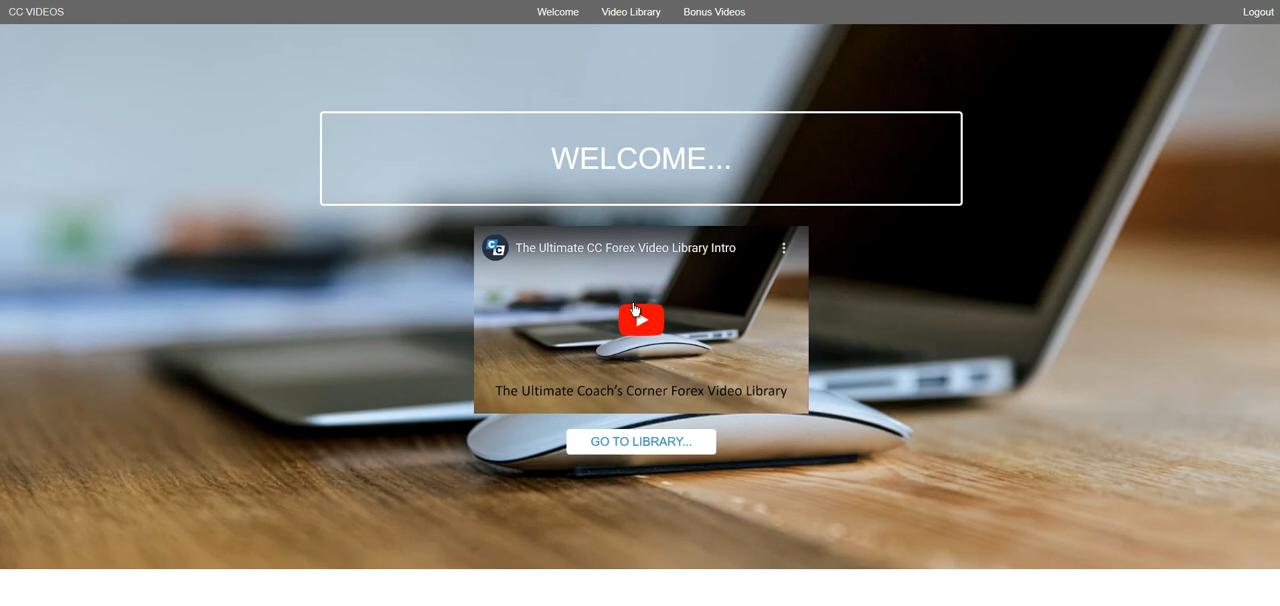 CC VIDEOS
Welcome
Video Library
Bonus Videos
Logout
WELCOME...
CC
The Ultimate CC Forex Video Library Intro
The Ultimate Coach's Corner Forex Video Library
GO TO LIBRARY...